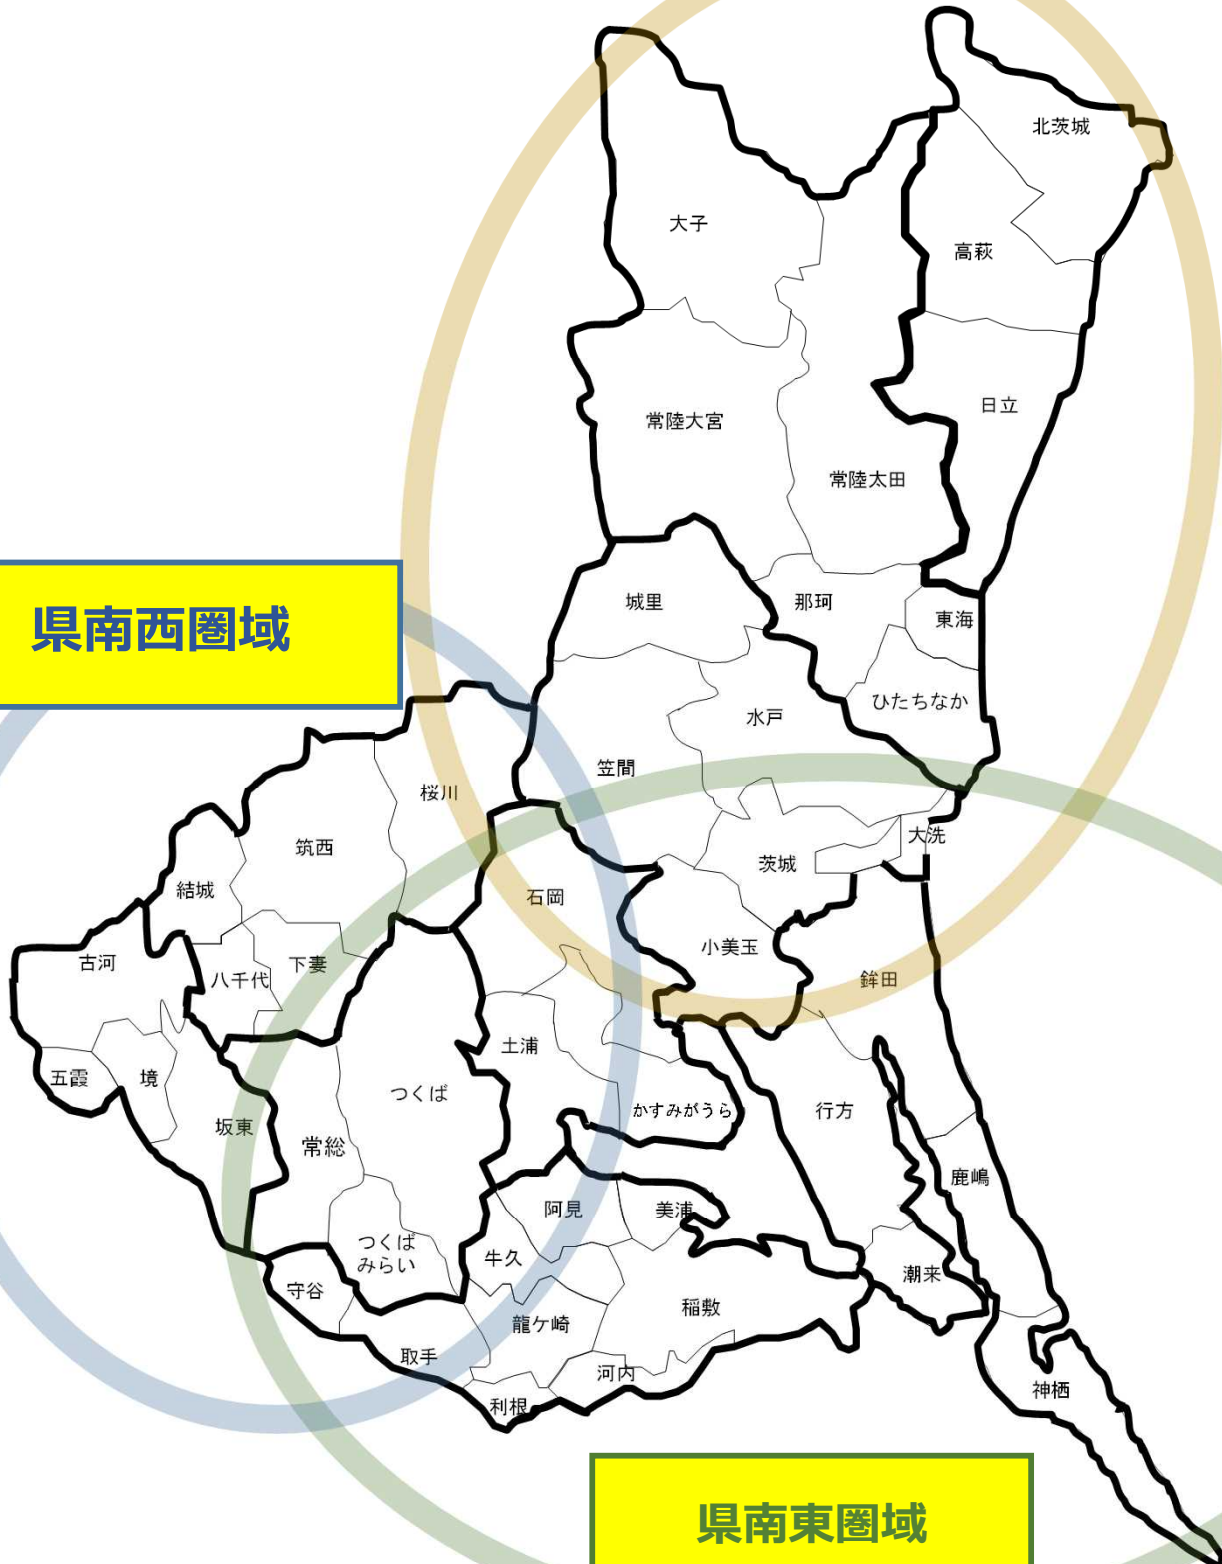 北茨城
大子
高萩
日立
常陸大宮
常陸太田
県南西圏域
城里
那珂
東海
ひたちなか
水戸
笠間
桜川
筑西
大洗
茨城
結城
石岡
小美玉
古河
八千代
下妻
鉾田
土浦
五霞
境
つくば
かすみがうら
行方
坂東
常総
鹿嶋
阿見
美浦
つくば
みらい
牛久
潮来
守谷
稲敷
龍ケ崎
取手
河内
神栖
利根
県南東圏域